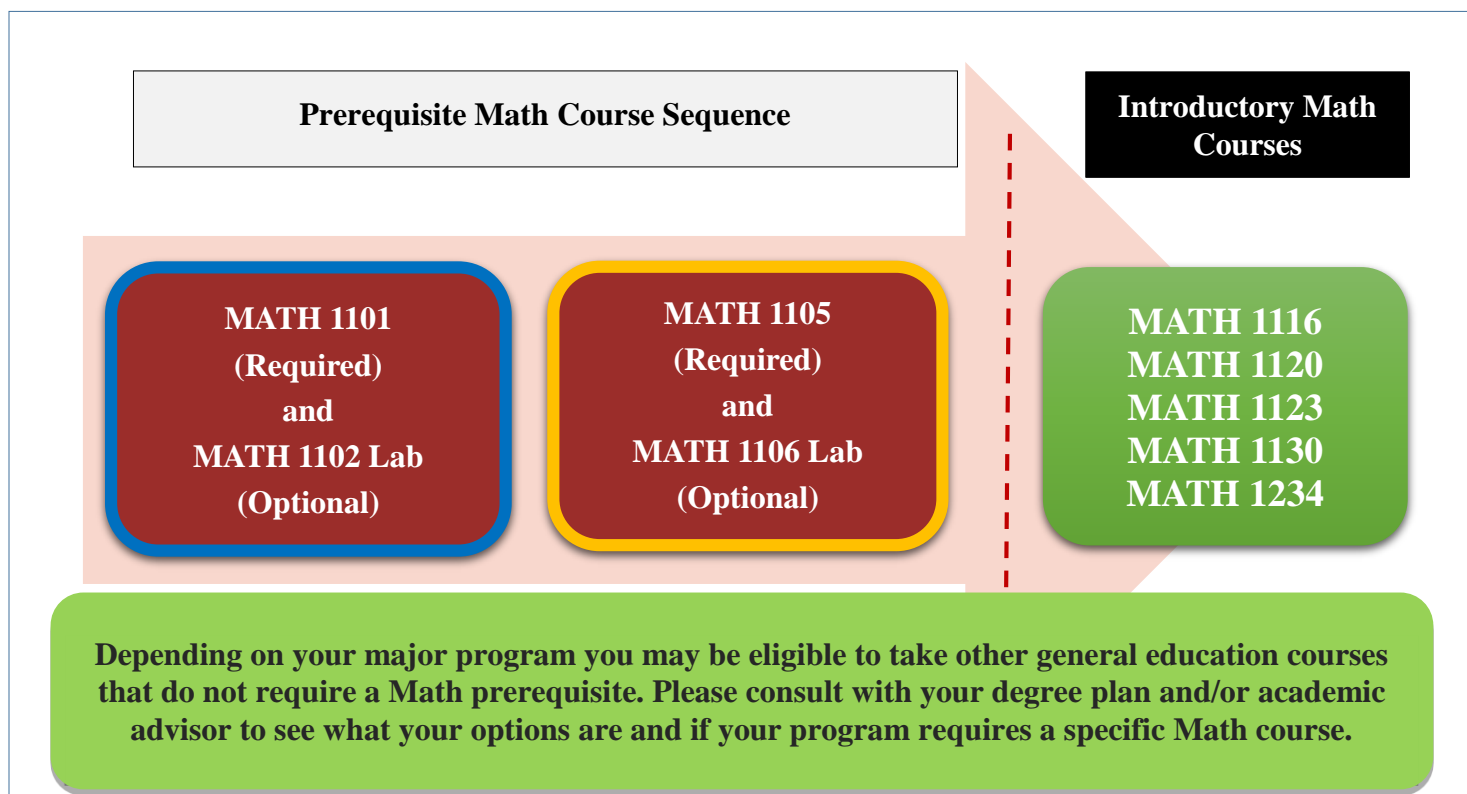 Prerequisite Math Course Sequence
Introductory Math
Courses
MATH 1101
(Required)
and
MATH 1102 Lab
(Optional)
MATH 1105
(Required)
and
MATH 1106 Lab
(Optional)
MATH 1116
MATH 1120
MATH 1123
MATH 1130
MATH 1234
Depending on your major program you may be eligible to take other general education courses
that do not require a Math prerequisite. Please consult with your degree plan and/or academic
advisor to see what your options are and if your program requires a specific Math course.